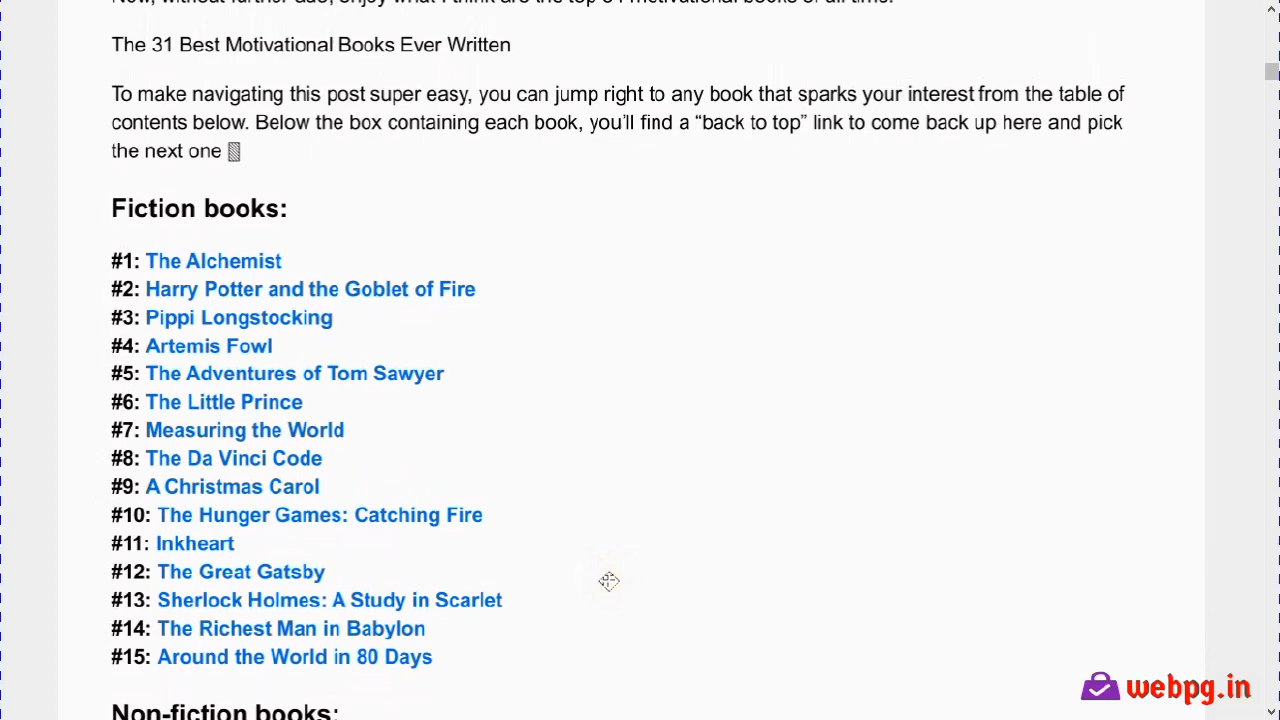 The 31 Best Motivational Books Ever Written
To make navigating this post super easy, you can jump right to any book that sparks your interest from the table of
contents below. Below the box containing each book, you'll find a “back to top” link to come back up here and pick
the next one
Fiction books:
#1: The Alchemist
#2: Harry Potter and the Goblet of Fire
#3: Pippi Longstocking
#4: Artemis Fowl
#5: The Adventures of Tom Sawyer
#6: The Little Prince
#7: Measuring the World
#8: The Da Vinci Code
#9: A Christmas Carol
#10: The Hunger Games: Catching Fire
#11: Inkheart
#12: The Great Gatsby
#13: Sherlock Holmes: A Study in Scarlet
#14: The Richest Man in Babylon
#15: Around the World in 80 Days
webpg.in
Non-fiction books: